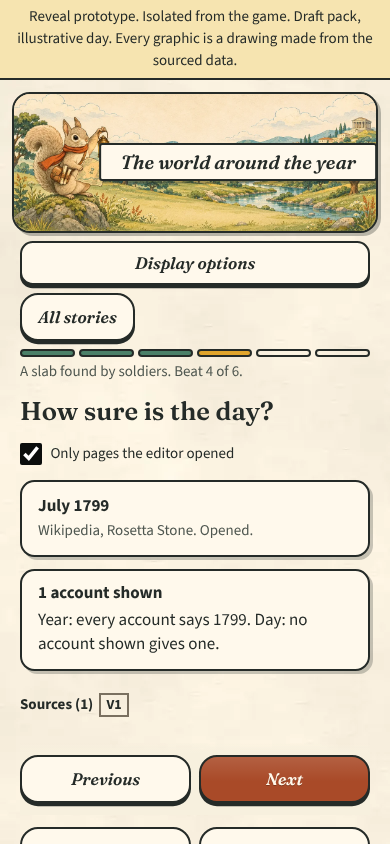 Reveal prototype. Isolated from the game. Draft pack,
illustrative day. Every graphic is a drawing made from the
sourced data.
The world around the year
Display options
All stories
A slab found by soldiers. Beat 4 of 6.
How sure is the day?
Only pages the editor opened
July 1799
Wikipedia, Rosetta Stone. Opened.
1 account shown
Year: every account says 1799. Day: no
account shown gives one.
Sources (1) V1
Previous
Next